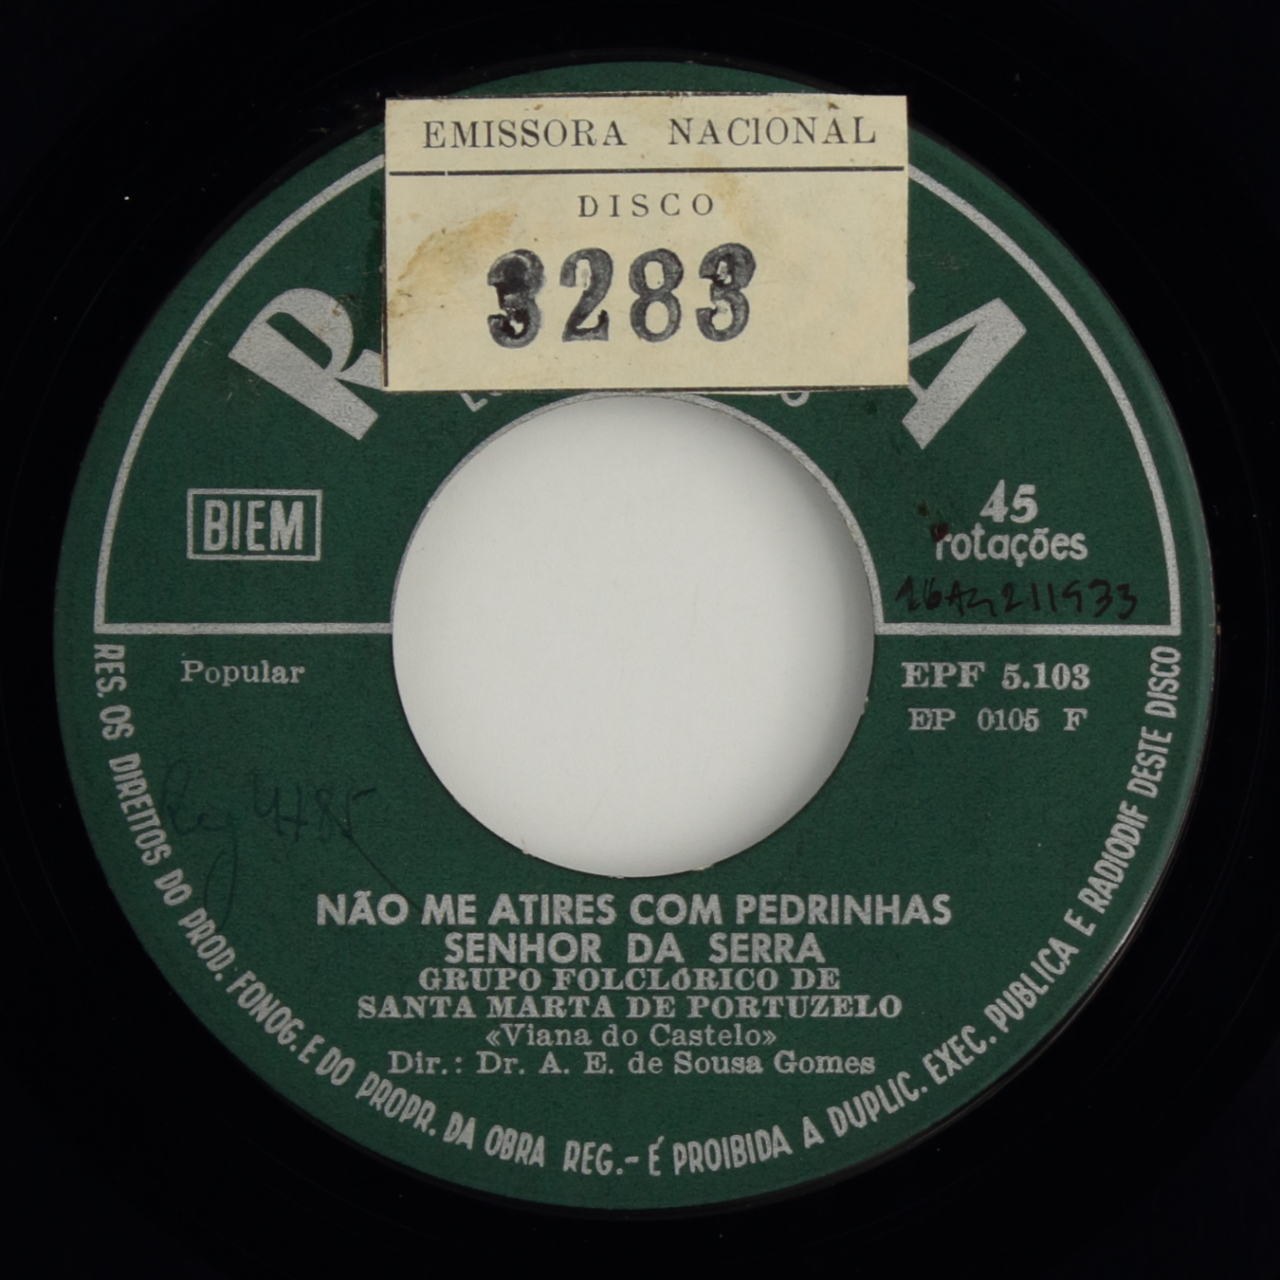 EMISSORA NACIONAL
DISCO
3283
BIEM
45
rotações
Popular
EPF 5.103
EP 0105 F
NÃO ME ATIRES COM PEDRINHAS
SENHOR DA SERRA
GRUPO FOLCLÓRICO DE
SANTA MARTA DE PORTUZELO
«Viana do Castelo»
Dir.: Dr. A. E. de Sousa Gomes
RES. OS DIREITOS DO PROD. FONOG. E DO PROPR. DA OBRA REG.- É PROIBIDA A DUPLIC. EXEC. PUBLICA E RADIODIF DESTE DISCO